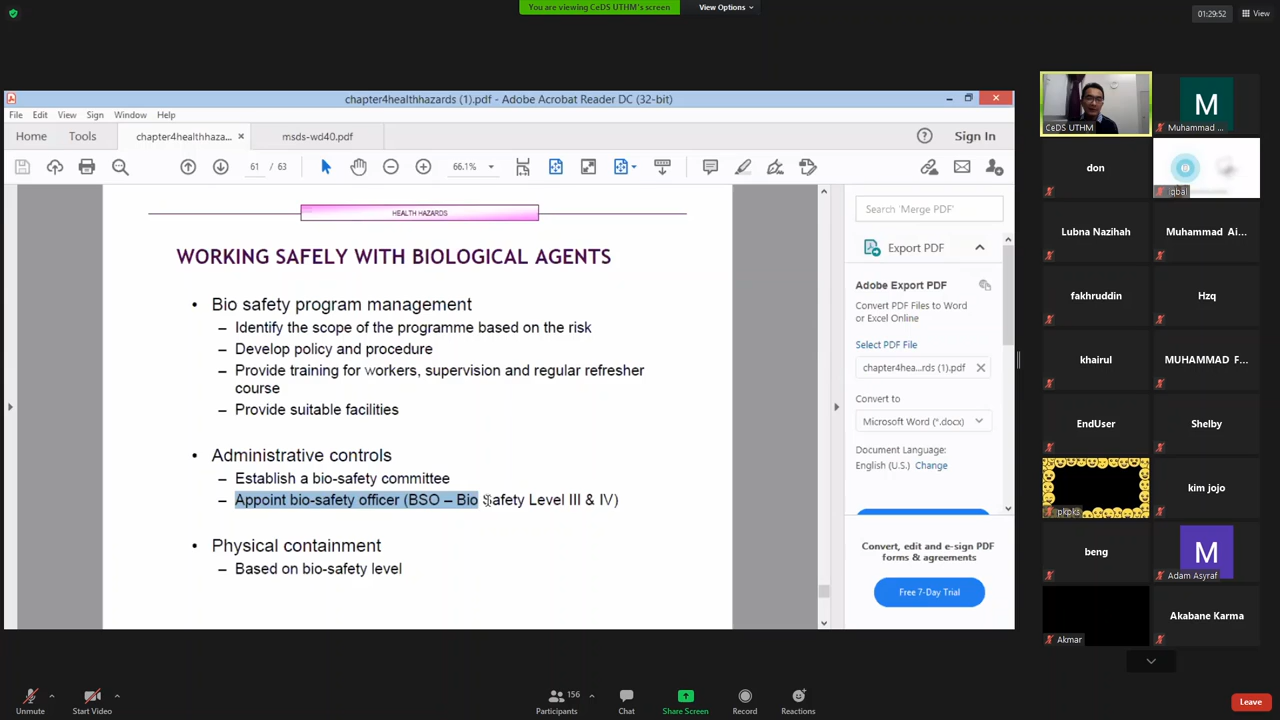 You are viewing CeDS UTHM's screen
View Options
01:29:52
View
chapter4healthhazards (1).pdf - Adobe Acrobat Reader DC (32-bit)
File Edit View Sign Window Help
Home Tools chapter4healthhaza... msds-wd40.pdf Sign In
61 / 63
66.1%
HEALTH HAZARDS
WORKING SAFELY WITH BIOLOGICAL AGENTS
• Bio safety program management
– Identify the scope of the programme based on the risk
– Develop policy and procedure
– Provide training for workers, supervision and regular refresher
course
– Provide suitable facilities
• Administrative controls
– Establish a bio-safety committee
– Appoint bio-safety officer (BSO – Bio Safety Level III & IV)
• Physical containment
– Based on bio-safety level
Search 'Merge PDF'
Export PDF
Adobe Export PDF
Convert PDF Files to Word
or Excel Online
Select PDF File
chapter4hea...rds (1).pdf
Convert to
Microsoft Word (*.docx)
Document Language:
English (U.S.) Change
Convert, edit and e-sign PDF
forms & agreements
Free 7-Day Trial
CeDS UTHM
M
Muhammad ...
don
iqbal
Lubna Nazihah
Muhammad Ai...
fakhruddin
Hzq
khairul
MUHAMMAD F...
EndUser
Shelby
pkpks
kim jojo
beng
M
Adam Asyraf
Akmar
Akabane Karma
Unmute
Start Video
156
Participants
Chat
Share Screen
Record
Reactions
Leave